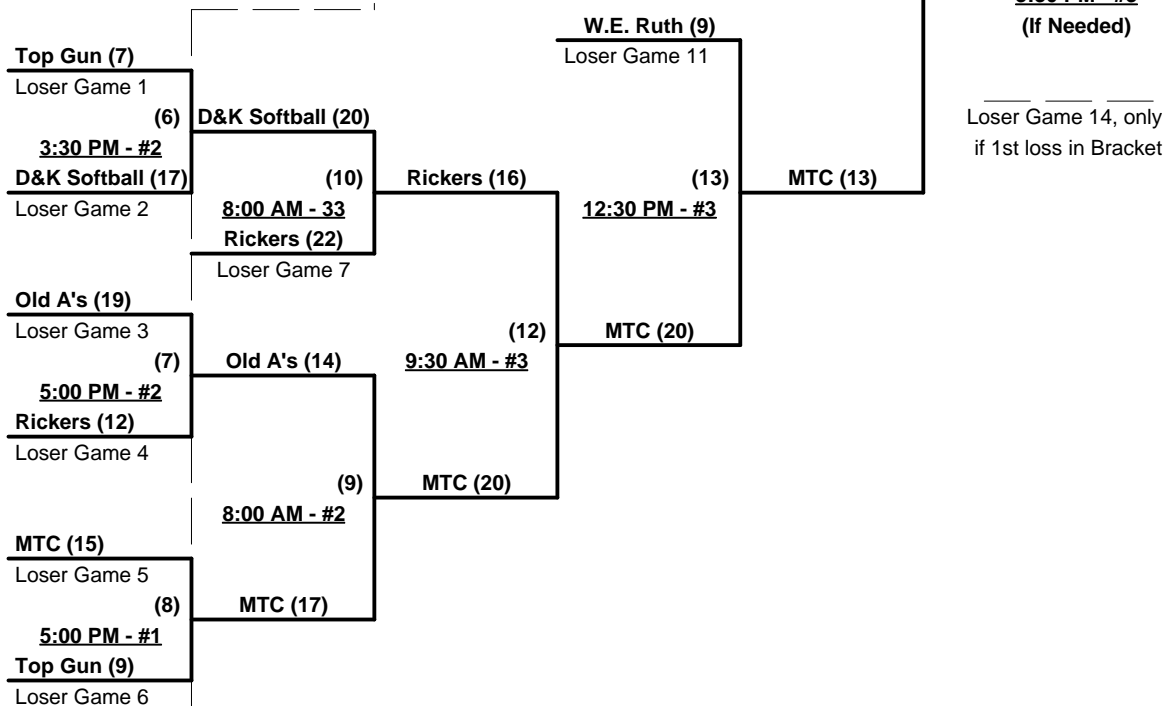 W.E. Ruth (9)
(If Needed)
Top Gun (7)
Loser Game 11
Loser Game 1
(6) D&K Softball (20)
Loser Game 14, only
3:30 PM - #2
if 1st loss in Bracket
D&K Softball (17)
(10) Rickers (16)
(13) MTC (13)
Loser Game 2
8:00 AM - 33
12:30 PM - #3
Rickers (22)
Loser Game 7
Old A's (19)
Loser Game 3
(12) MTC (20)
(7) Old A's (14)
9:30 AM - #3
5:00 PM - #2
Rickers (12)
Loser Game 4
(9) MTC (20)
8:00 AM - #2
MTC (15)
Loser Game 5
(8) MTC (17)
5:00 PM - #1
Top Gun (9)
Loser Game 6